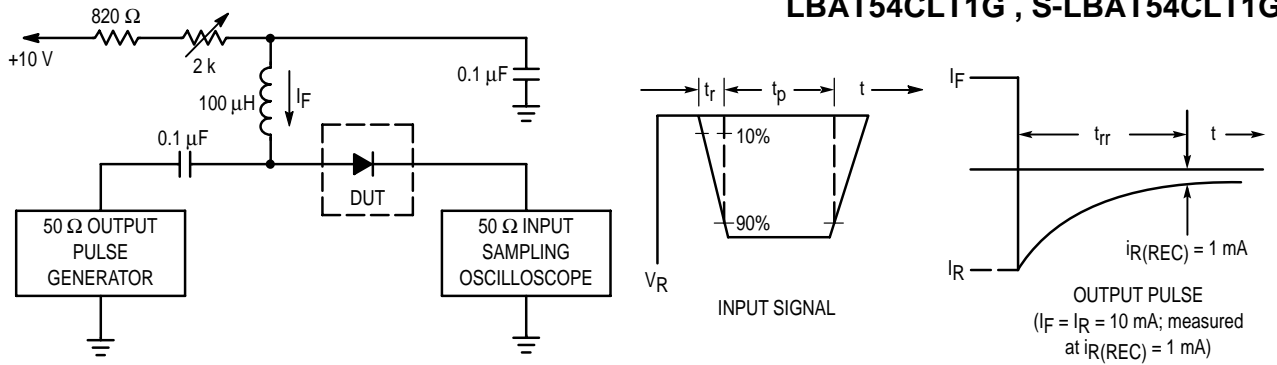 LBAT54CLT1G , S-LBAT54CLT1G
820 Ω
+10 V
2 k
100 μH
IF
0.1 μF
0.1 μF
DUT
50 Ω OUTPUT
PULSE
GENERATOR
50 Ω INPUT
SAMPLING
OSCILLOSCOPE
tr
tp
t
10%
90%
VR
INPUT SIGNAL
IF
trr
t
iR(REC) = 1 mA
IR
OUTPUT PULSE
(IF = IR = 10 mA; measured
at iR(REC) = 1 mA)